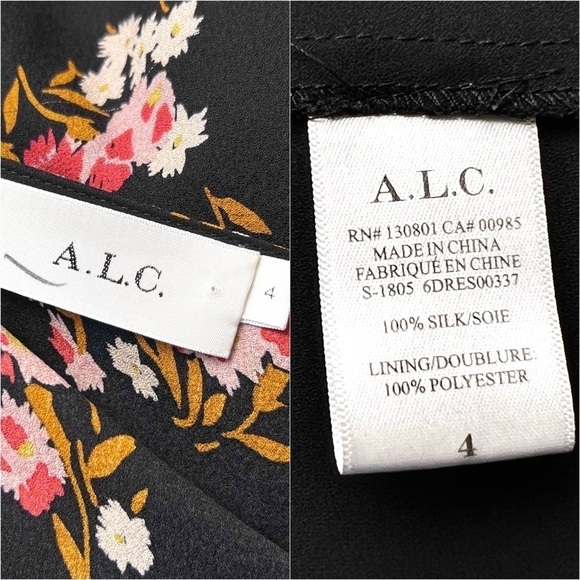 A.L.C.
4
A.L.C.
RN# 130801 CA# 00985
MADE IN CHINA
FABRIQUÉ EN CHINE
S-1805 6DRES00337
100% SILK/SOIE
LINING/DOUBLURE:
100% POLYESTER
4